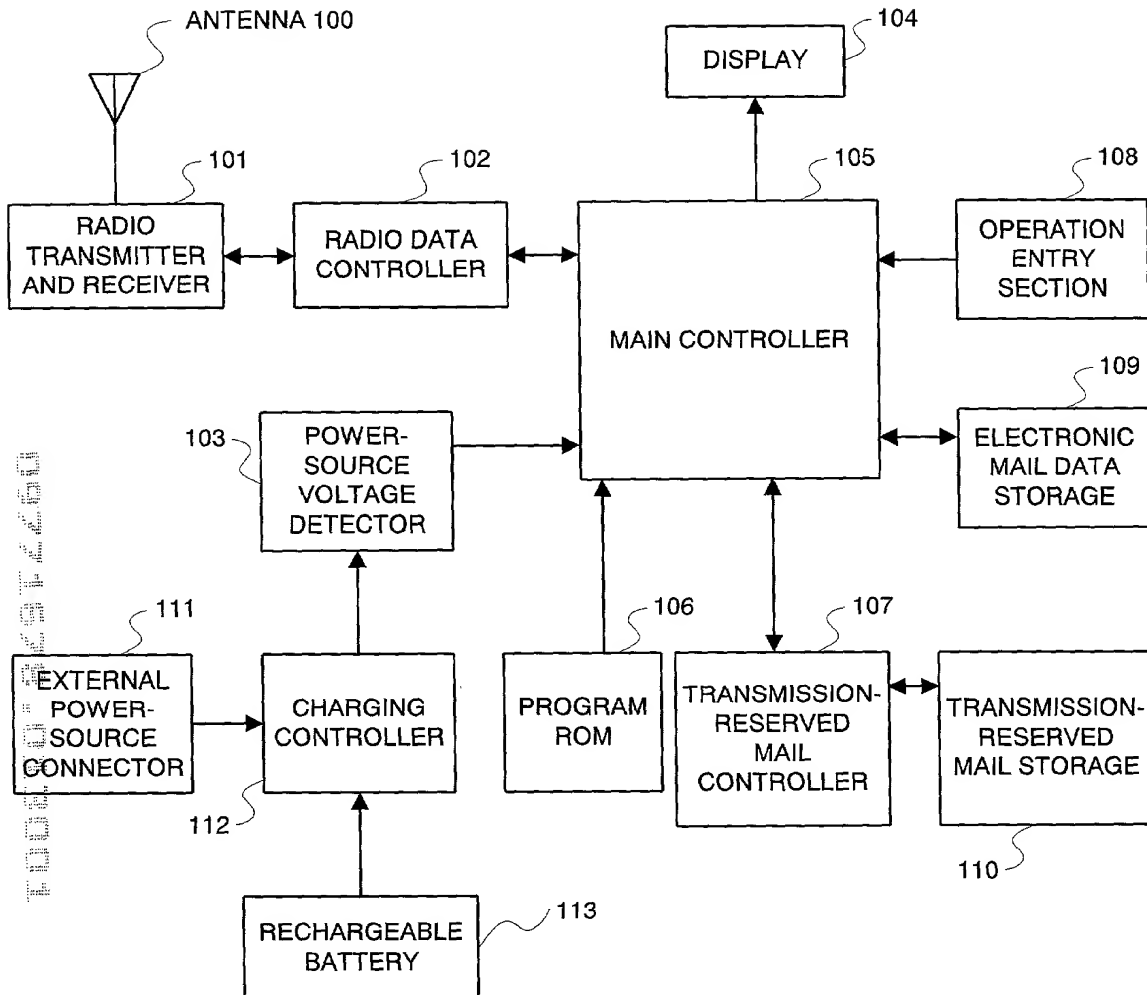 ANTENNA 100
104
DISPLAY
101
102
105
108
RADIO
TRANSMITTER
AND RECEIVER
RADIO DATA
CONTROLLER
MAIN CONTROLLER
OPERATION
ENTRY
SECTION
103
POWER-
SOURCE
VOLTAGE
DETECTOR
109
ELECTRONIC
MAIL DATA
STORAGE
111
EXTERNAL
POWER-
SOURCE
CONNECTOR
CHARGING
CONTROLLER
112
106
PROGRAM
ROM
107
TRANSMISSION-
RESERVED
MAIL
CONTROLLER
TRANSMISSION-
RESERVED
MAIL STORAGE
110
113
RECHARGEABLE
BATTERY